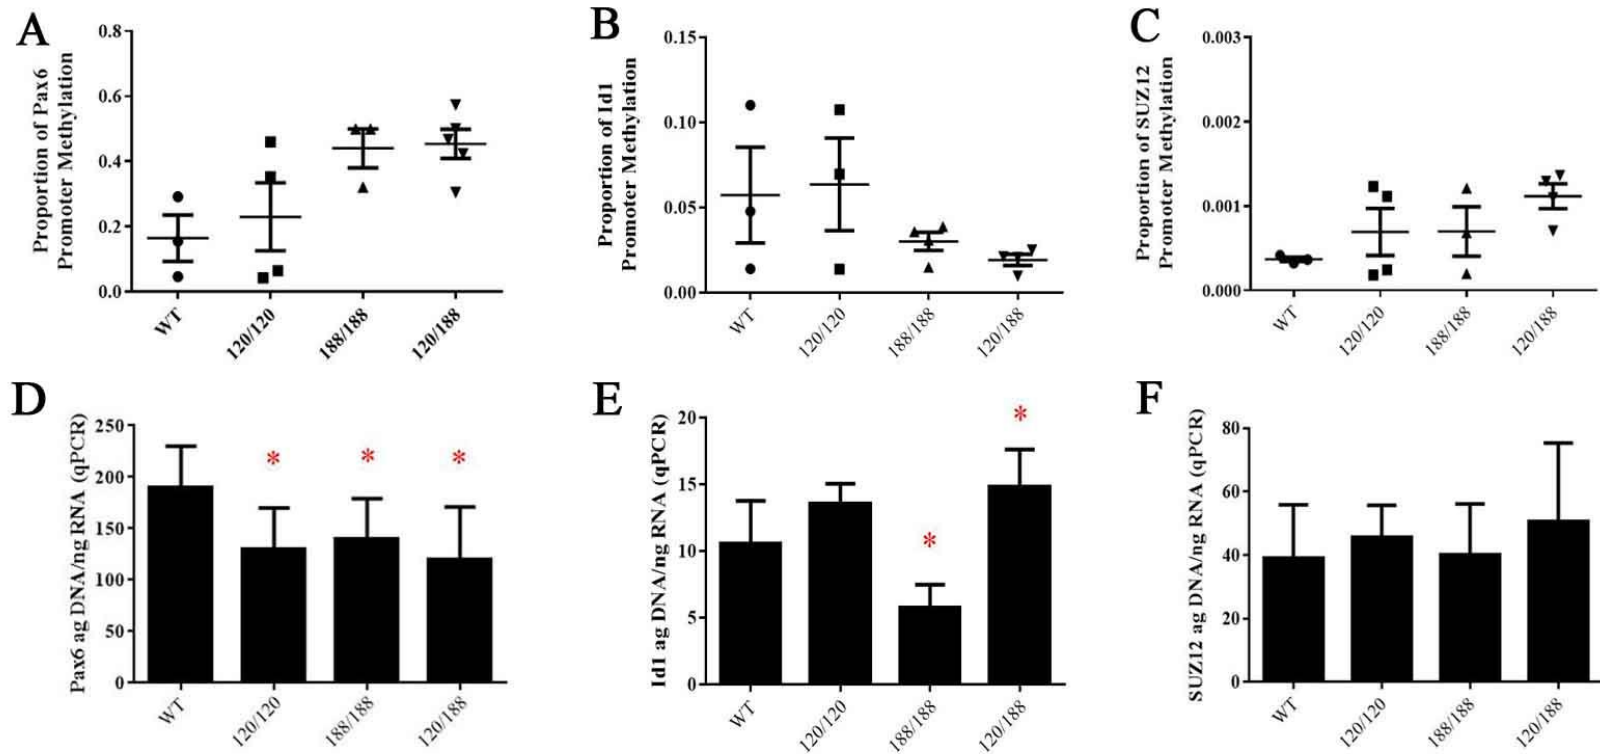 A
Proportion of Pax6
Promoter Methylation
0.8
0.6
0.4
0.2
0.0
WT
120/120
188/188
120/188
B
Proportion of Id1
Promoter Methylation
0.15
0.10
0.05
0.00
WT
120/120
188/188
120/188
C
Proportion of SUZ12
Promoter Methylation
0.003
0.002
0.001
0.000
WT
120/120
188/188
120/188
D
Pax6 ag DNA/ng RNA (qPCR)
250
200
150
100
50
0
*
*
*
WT
120/120
188/188
120/188
E
Id1 ag DNA/ng RNA (qPCR)
20
15
10
5
0
*
*
WT
120/120
188/188
120/188
F
SUZ12 ag DNA/ng RNA (qPCR)
80
60
40
20
0
WT
120/120
188/188
120/188